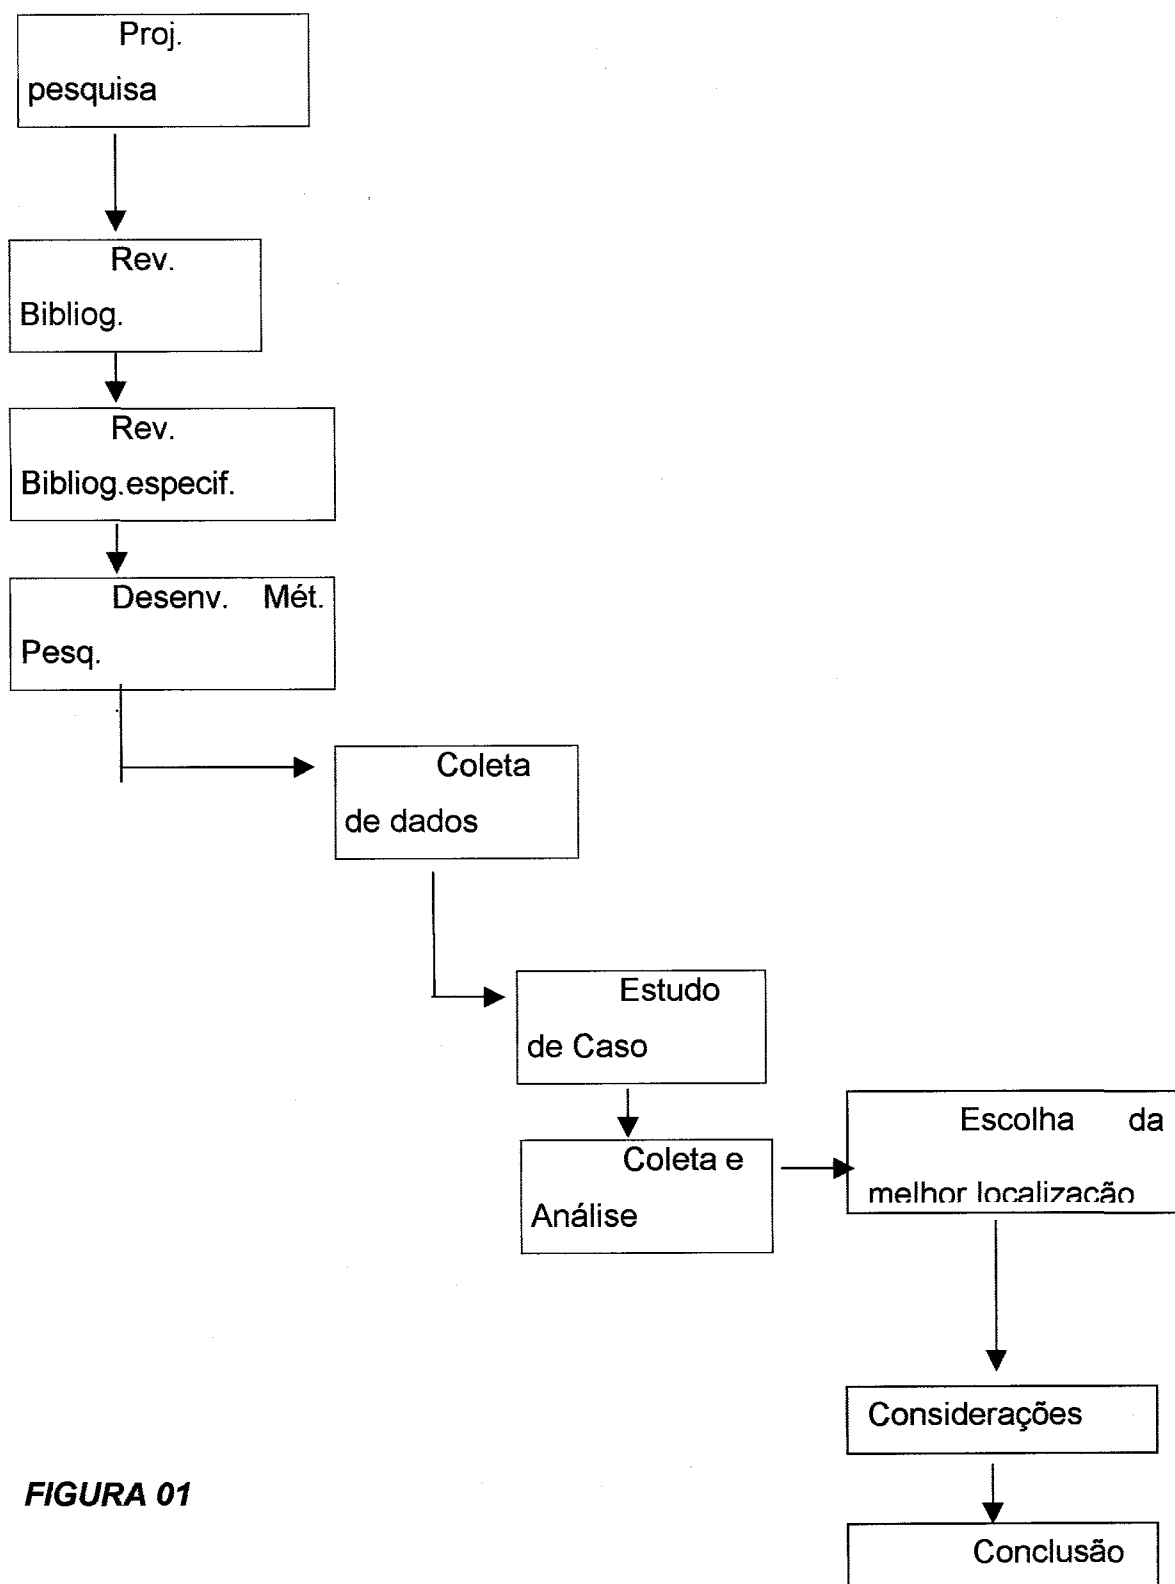 Proj.
pesquisa
Rev.
Bibliog.
Rev.
Bibliog.especif.
Desenv. Mét.
Pesq.
Coleta
de dados
Estudo
de Caso
Coleta e
Análise
Escolha da
melhor localização
Considerações
FIGURA 01
Conclusão